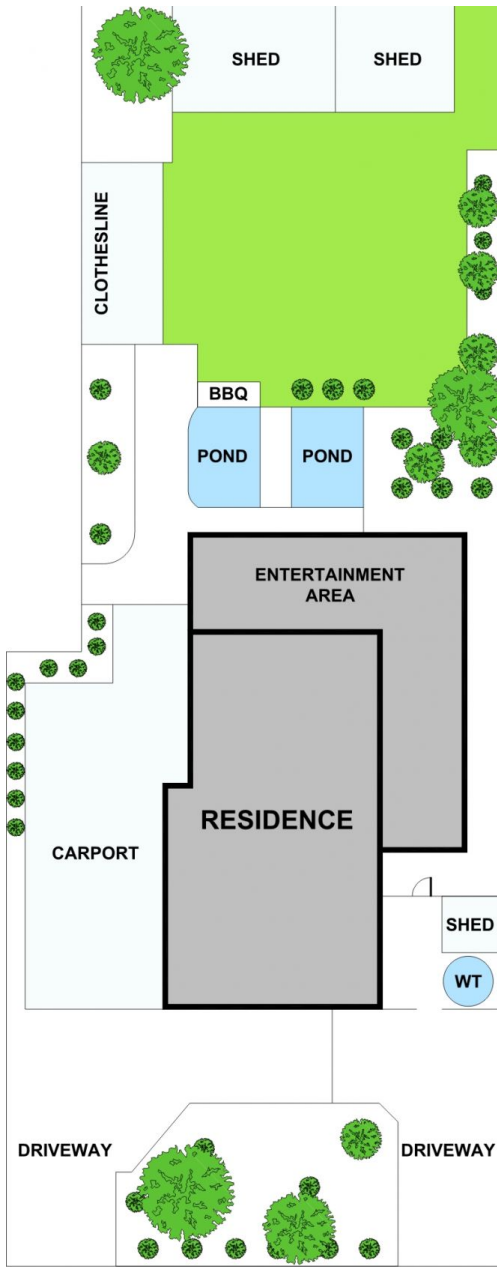 SHED
SHED
CLOTHESLINE
BBQ
POND
POND
ENTERTAINMENT
AREA
RESIDENCE
CARPORT
SHED
WT
DRIVEWAY
DRIVEWAY